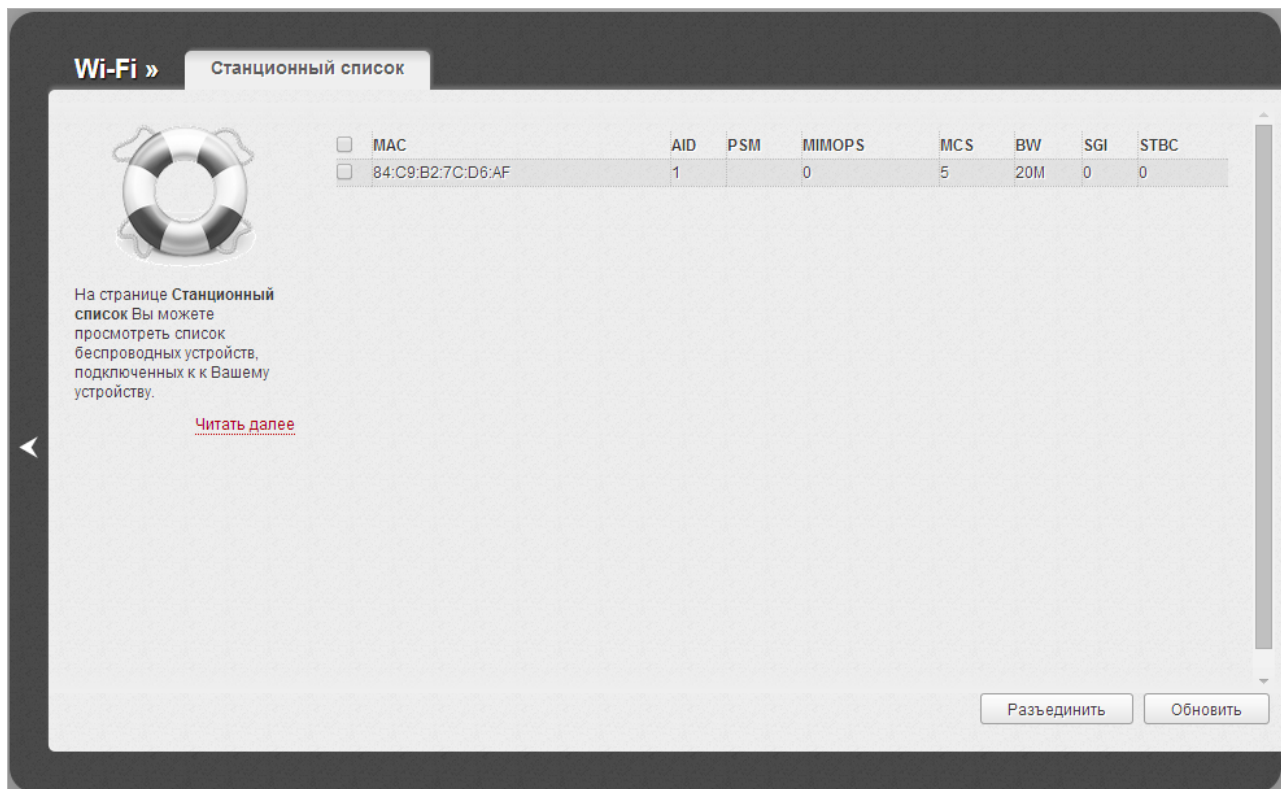 Wi-Fi »
Станционный список
На странице Станционный
список Вы можете
просмотреть список
беспроводных устройств,
подключенных к к Вашему
устройству.
Читать далее
MAC AID PSM MIMOPS MCS BW SGI STBC
84:C9:B2:7C:D6:AF 1 0 5 20M 0 0
Разъединить Обновить